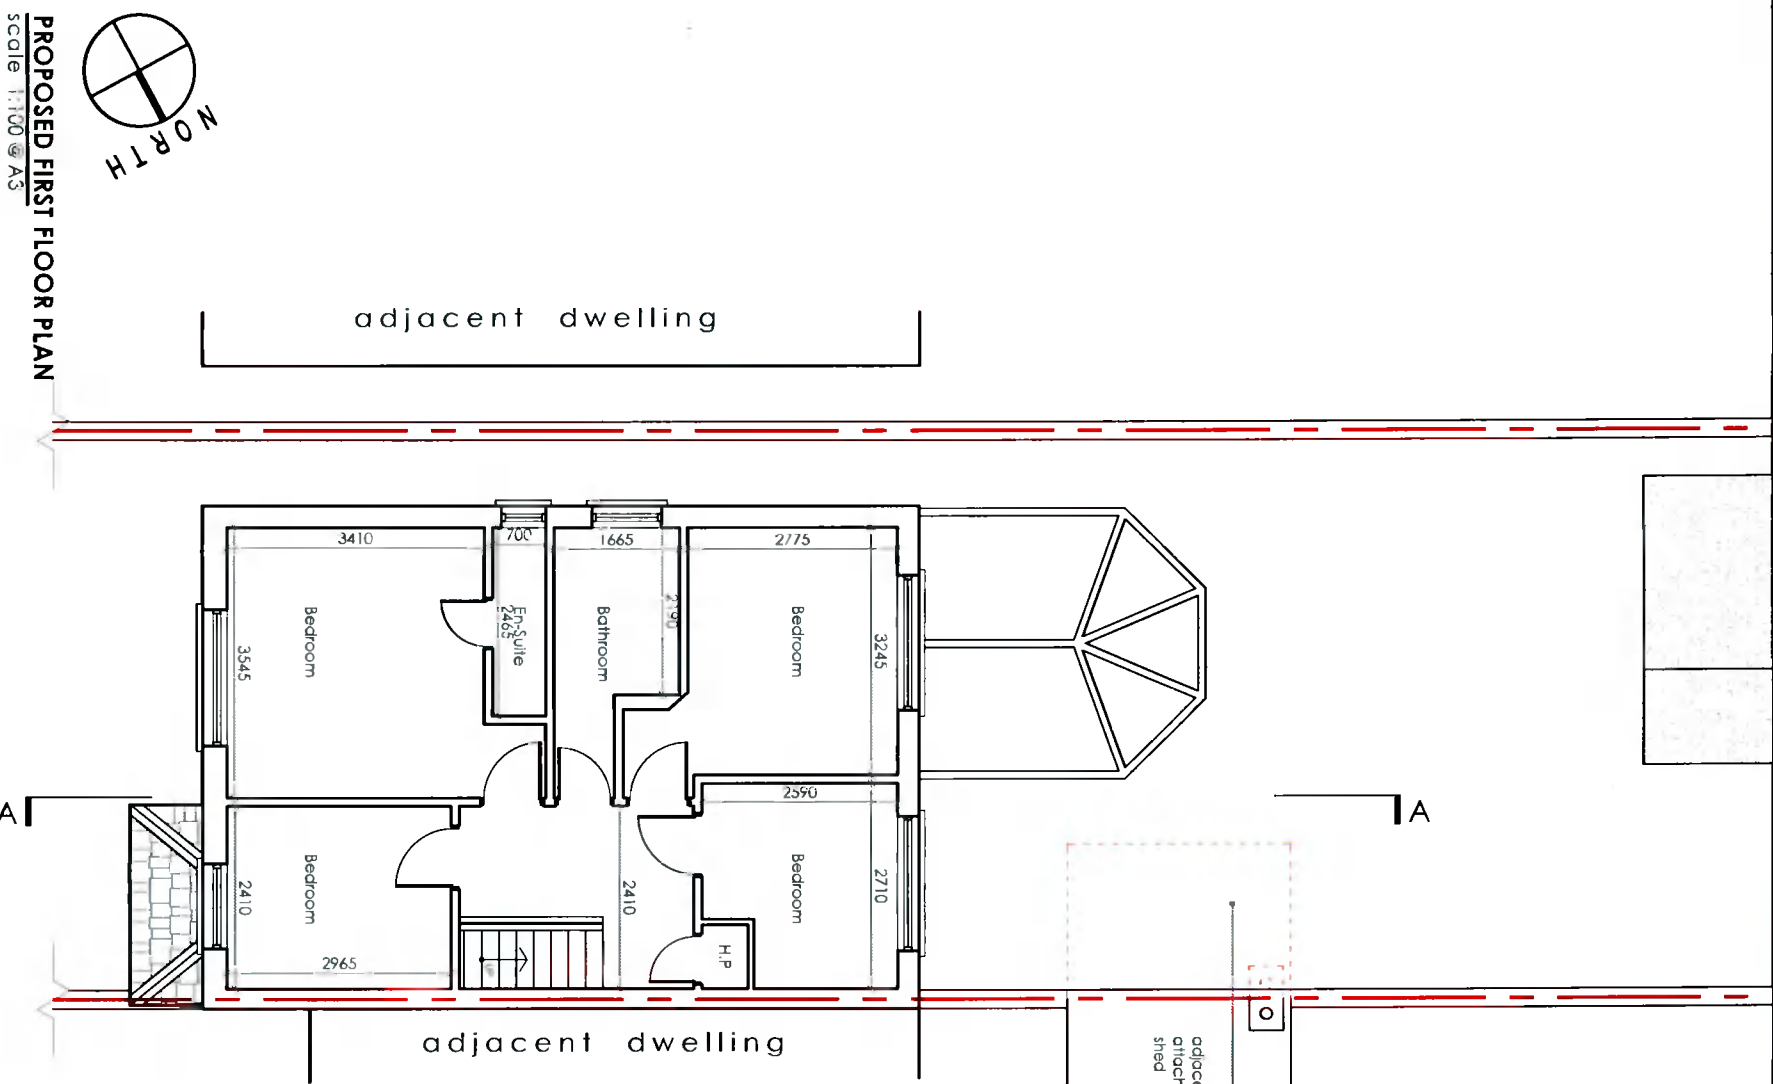 PROPOSED FIRST FLOOR PLAN
scale 1:100 @ A3
NORTH
adjacent dwelling
3410
700
1665
2775
Bedroom
3545
En-Suite
2465
Bathroom
2190
Bedroom
3245
A
A
Bedroom
2410
2965
2410
2590
Bedroom
2710
H.P
adjacent dwelling
shed